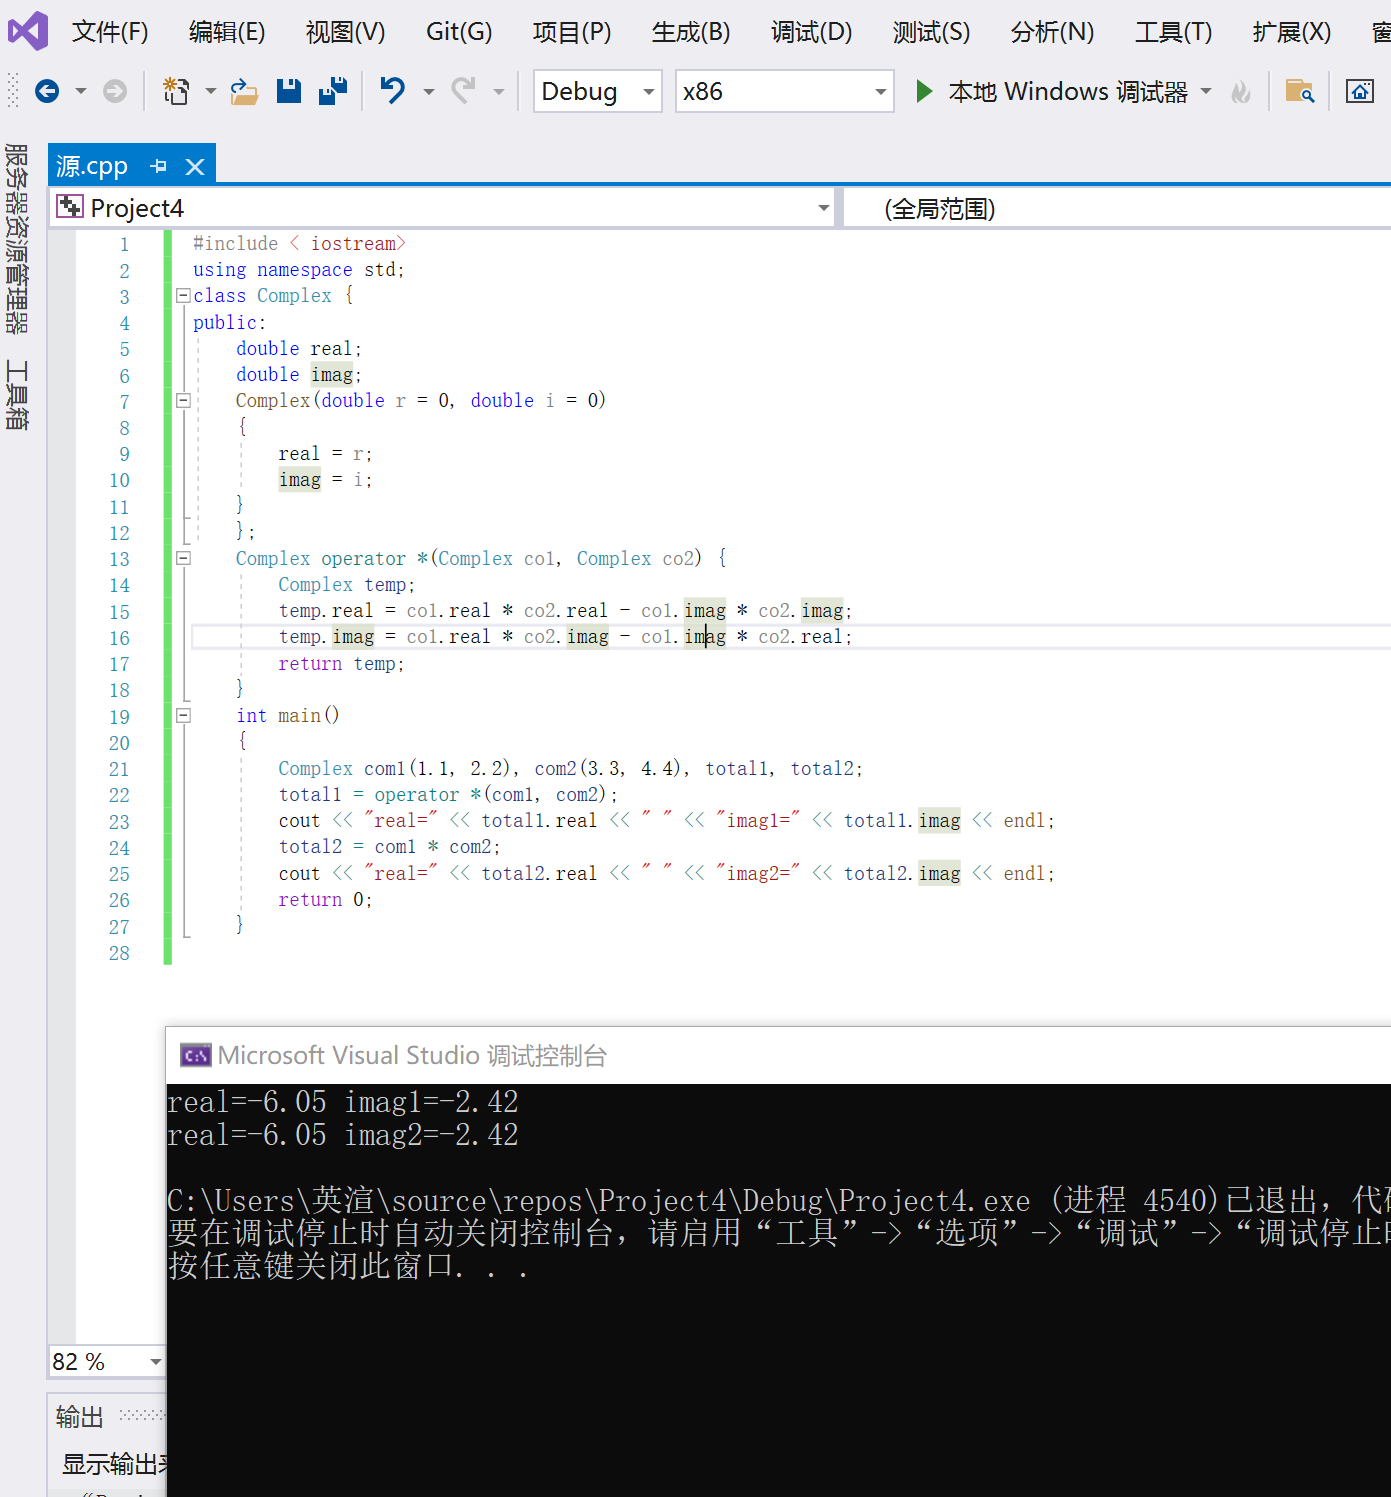 文件(F) 编辑(E) 视图(V) Git(G) 项目(P) 生成(B) 调试(D) 测试(S) 分析(N) 工具(T) 扩展(X)
Debug x86 本地 Windows 调试器
服务器资源管理器
工具箱
源.cpp
Project4 (全局范围)
1 #include < iostream>
2 using namespace std;
3 class Complex {
4 public:
5 double real;
6 double imag;
7 Complex(double r = 0, double i = 0)
8 {
9 real = r;
10 imag = i;
11 }
12 };
13 Complex operator *(Complex co1, Complex co2) {
14 Complex temp;
15 temp.real = co1.real * co2.real - co1.imag * co2.imag;
16 temp.imag = co1.real * co2.imag - co1.imag * co2.real;
17 return temp;
18 }
19 int main()
20 {
21 Complex com1(1.1, 2.2), com2(3.3, 4.4), total1, total2;
22 total1 = operator *(com1, com2);
23 cout << "real=" << total1.real << " " << "imag1=" << total1.imag << endl;
24 total2 = com1 * com2;
25 cout << "real=" << total2.real << " " << "imag2=" << total2.imag << endl;
26 return 0;
27 }
28
Microsoft Visual Studio 调试控制台
real=-6.05 imag1=-2.42
real=-6.05 imag2=-2.42
C:\Users\英渲\source\repos\Project4\Debug\Project4.exe (进程 4540)已退出，代
要在调试停止时自动关闭控制台，请启用“工具”->“选项”->“调试”->“调试停止
按任意键关闭此窗口. . .
82 %
输出
显示输出